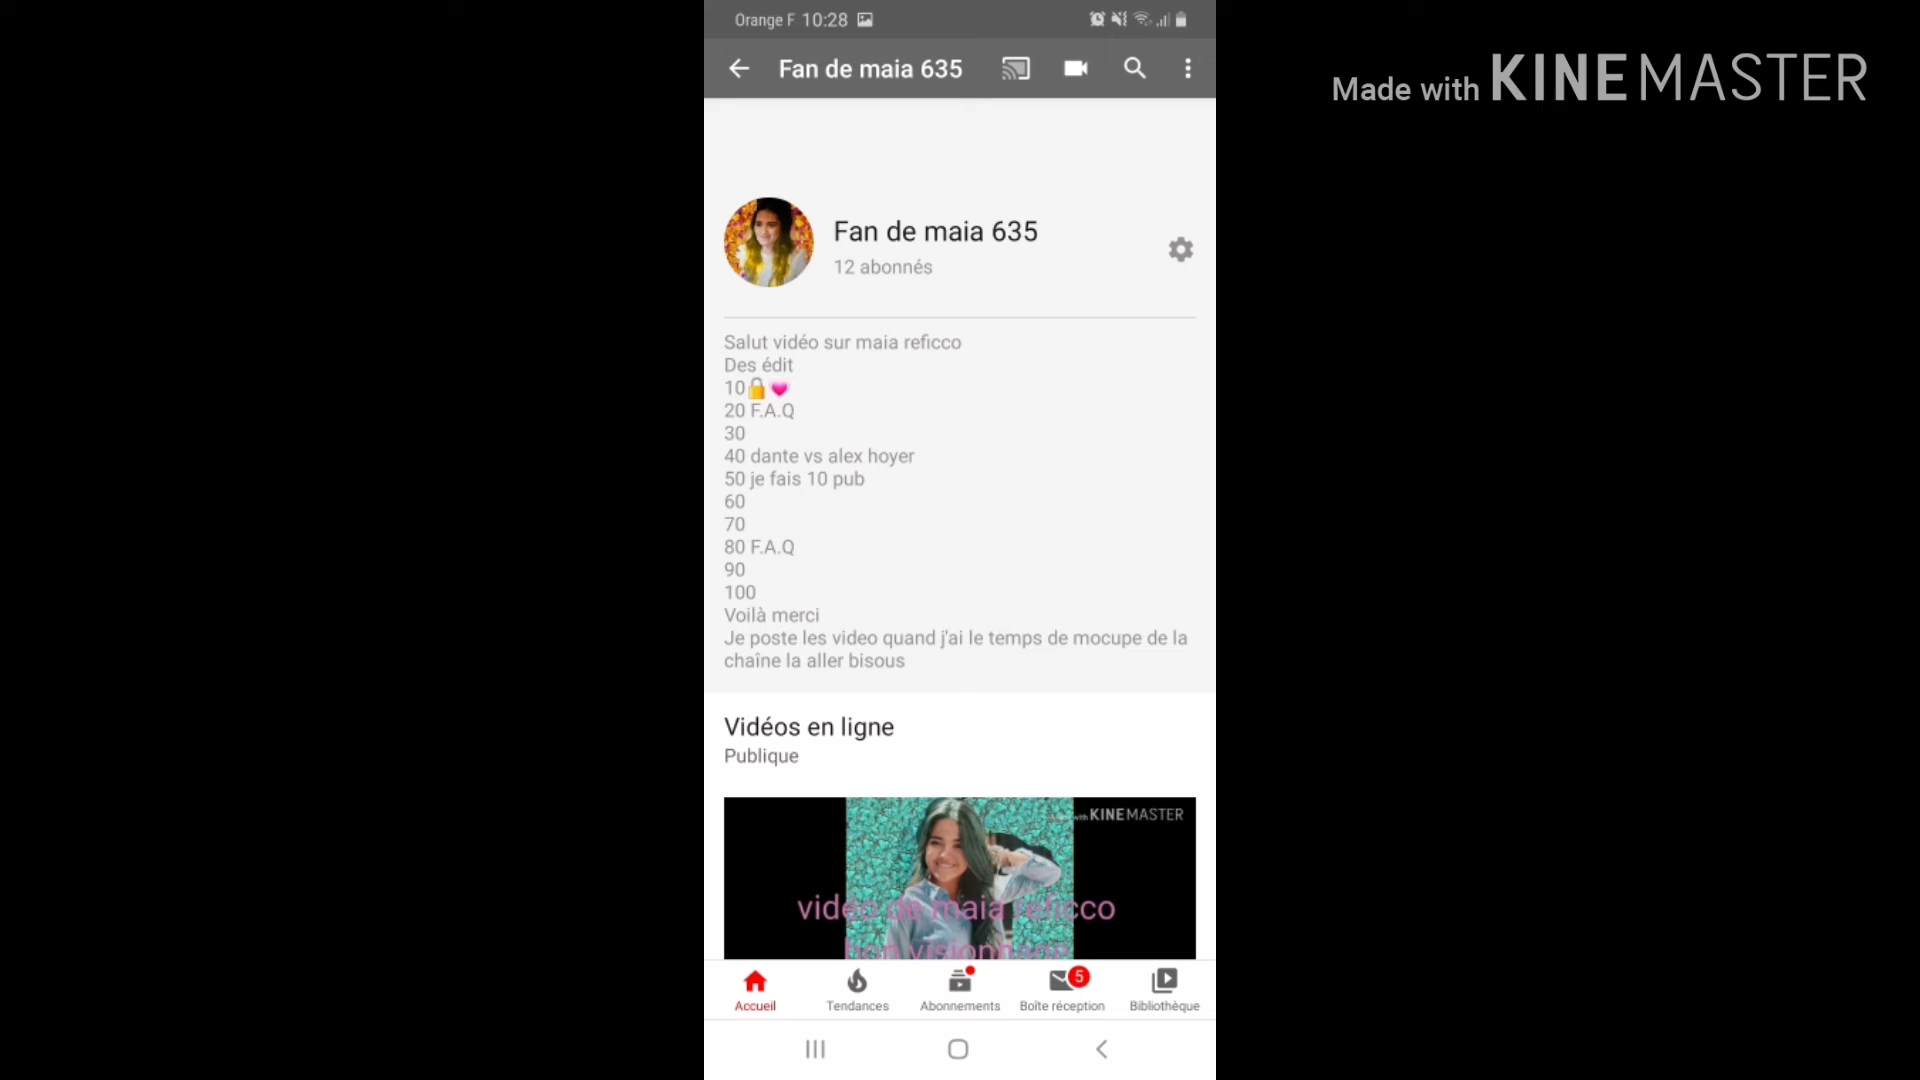 Orange F 10:28
Fan de maia 635
Made with KINEMASTER
Fan de maia 635
12 abonnés
Salut vidéo sur maia reficco
Des édit
10🔒💗
20 F.A.Q
30
40 dante vs alex hoyer
50 je fais 10 pub
60
70
80 F.A.Q
90
100
Voilà merci
Je poste les video quand j'ai le temps de mocupe de la
chaîne la aller bisous
Vidéos en ligne
Publique
with KINEMASTER
video de maia reficco
bon visionnage
5
Accueil Tendances Abonnements Boîte réception Bibliothèque